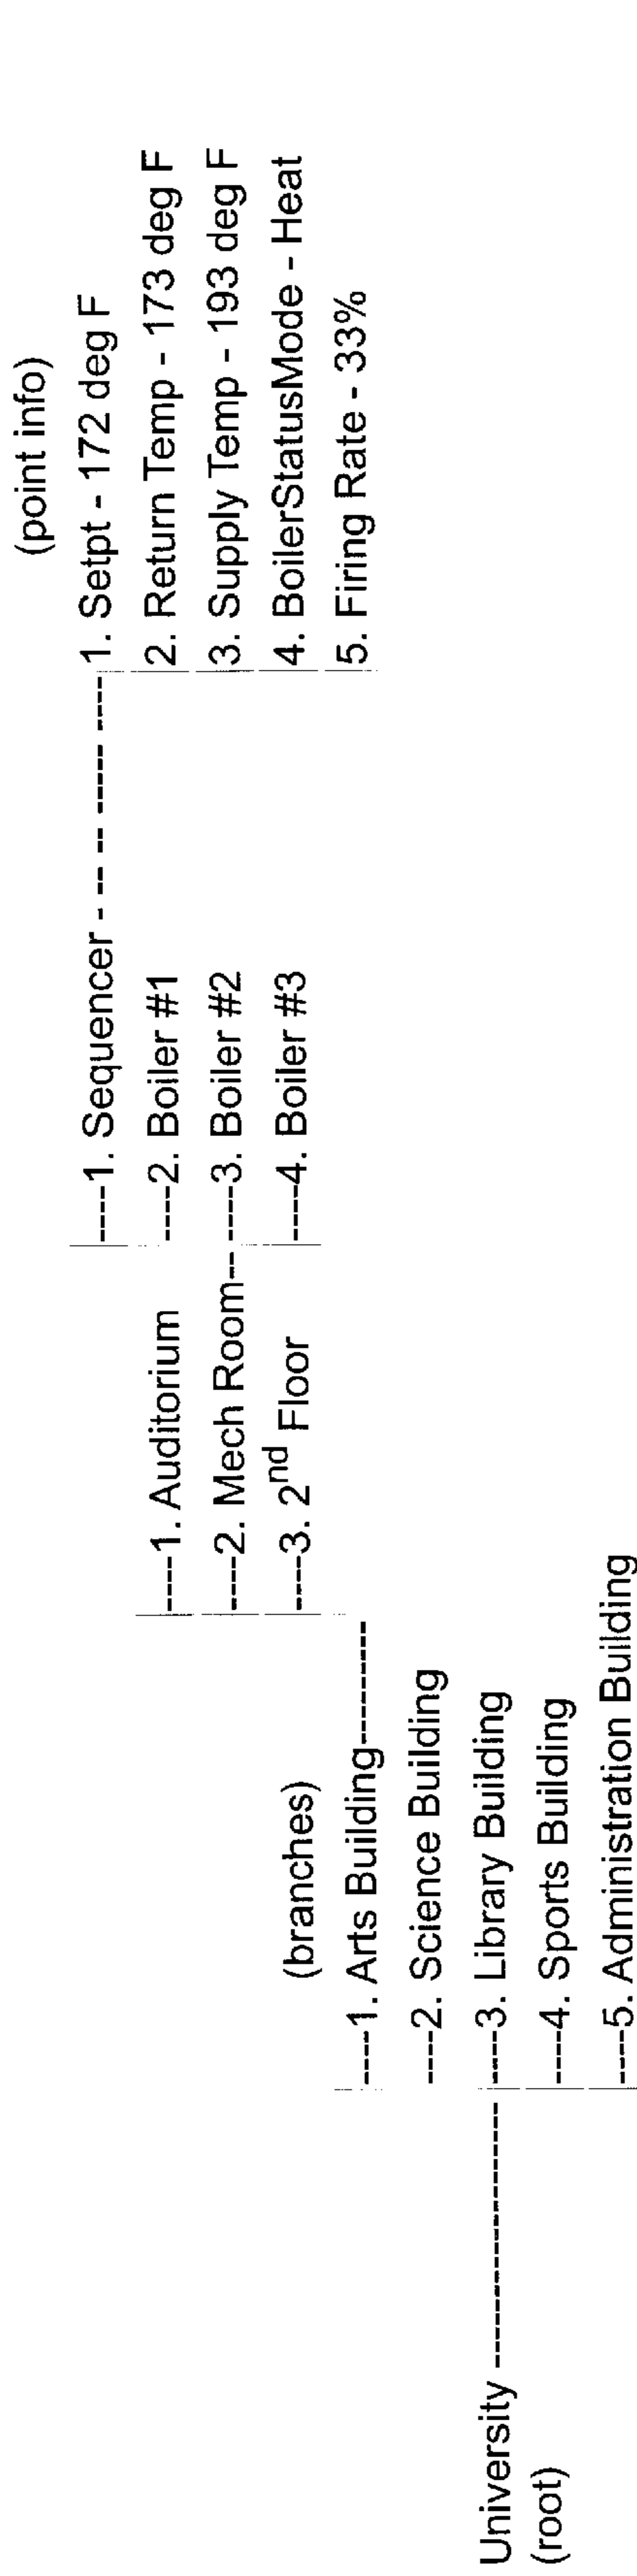 (point info)
1. Setpt - 172 deg F
2. Return Temp - 173 deg F
3. Supply Temp - 193 deg F
4. BoilerStatusMode - Heat
5. Firing Rate - 33%
-----1. Sequencer - -- -- ------ ----
-----2. Boiler #1
-----3. Boiler #2
-----4. Boiler #3
-----1. Auditorium
-----2. Mech Room--
-----3. 2nd Floor
(branches)
----1. Arts Building----------
----2. Science Building
----3. Library Building
----4. Sports Building
----5. Administration Building
University ---------------------
(root)